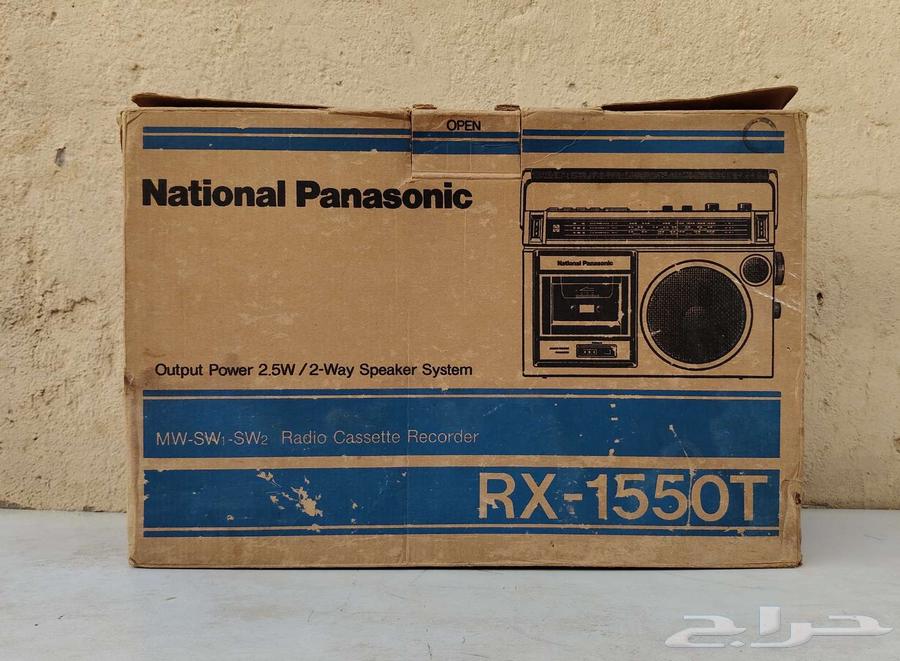 OPEN
National Panasonic
National Panasonic
Output Power 2.5W / 2-Way Speaker System
MW-SW1-SW2 Radio Cassette Recorder
RX-1550T
حراج